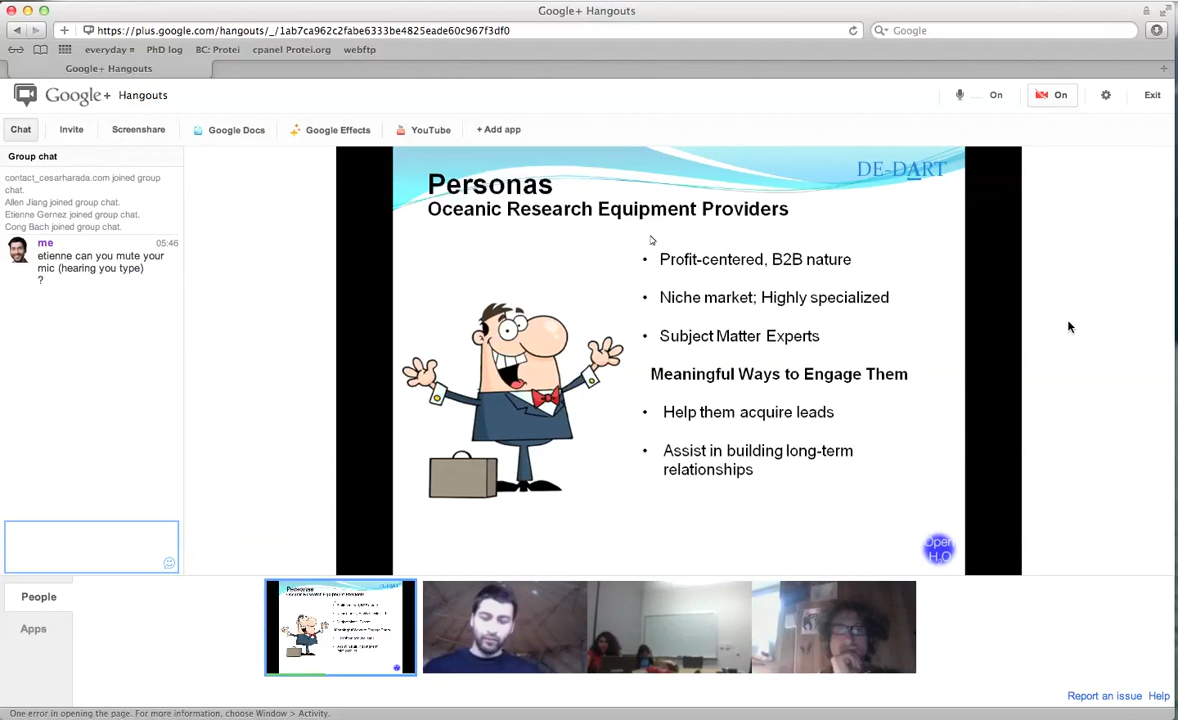 Google+ Hangouts
https://plus.google.com/hangouts/_/1ab7ca962c2fabe6333be4825eade60c967f3df0
Google
everyday
PhD log
BC: Protei
cpanel Protei.org
webftp
Google+ Hangouts
Google+ Hangouts
On
On
Exit
Chat
Invite
Screenshare
Google Docs
Google Effects
YouTube
+ Add app
Group chat
contact_cesarharada.com joined group
chat.
Allen Jiang joined group chat.
Etienne Gernez joined group chat.
Cong Bach joined group chat.
me 05:46
etienne can you mute your
mic (hearing you type)
?
DE-DART
Personas
Oceanic Research Equipment Providers
• Profit-centered, B2B nature
• Niche market; Highly specialized
• Subject Matter Experts
Meaningful Ways to Engage Them
• Help them acquire leads
• Assist in building long-term
relationships
Open
H2O
People
Apps
Personas
Report an issue Help
One error in opening the page. For more information, choose Window > Activity.